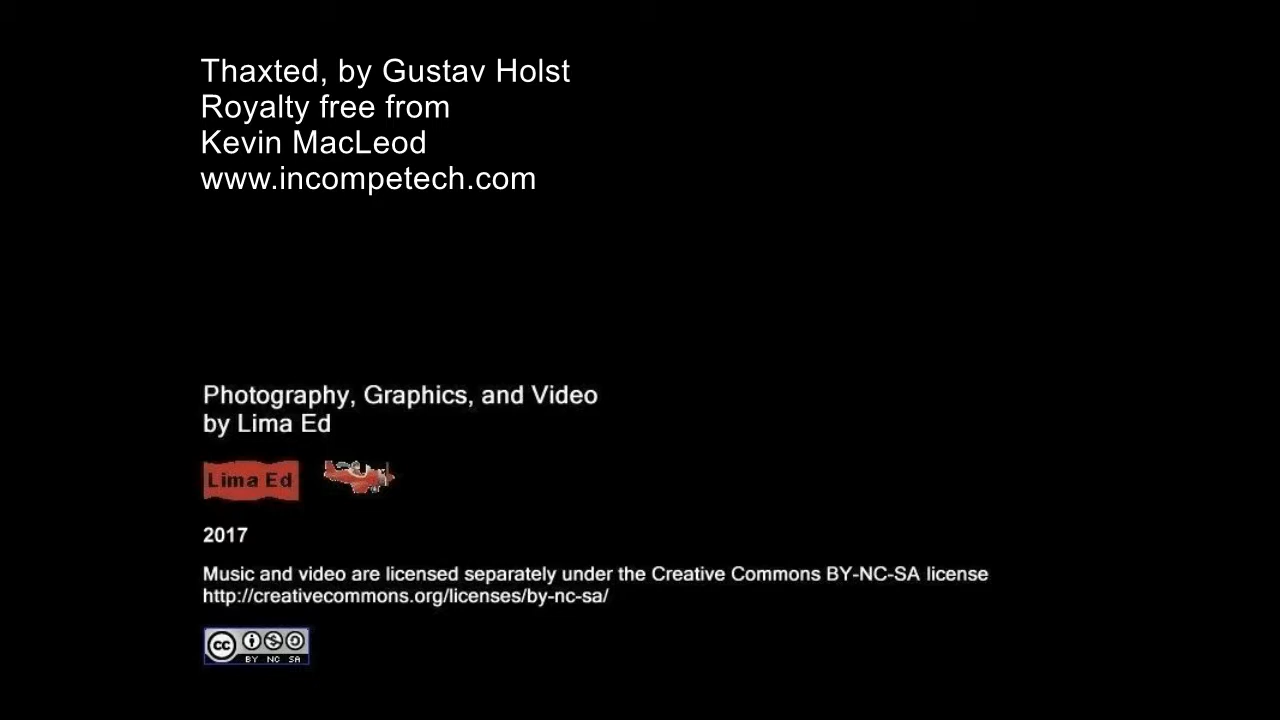 Thaxted, by Gustav Holst
Royalty free from
Kevin MacLeod
www.incompetech.com
Photography, Graphics, and Video
by Lima Ed
Lima Ed
2017
Music and video are licensed separately under the Creative Commons BY-NC-SA license
http://creativecommons.org/licenses/by-nc-sa/
cc
BY NC SA